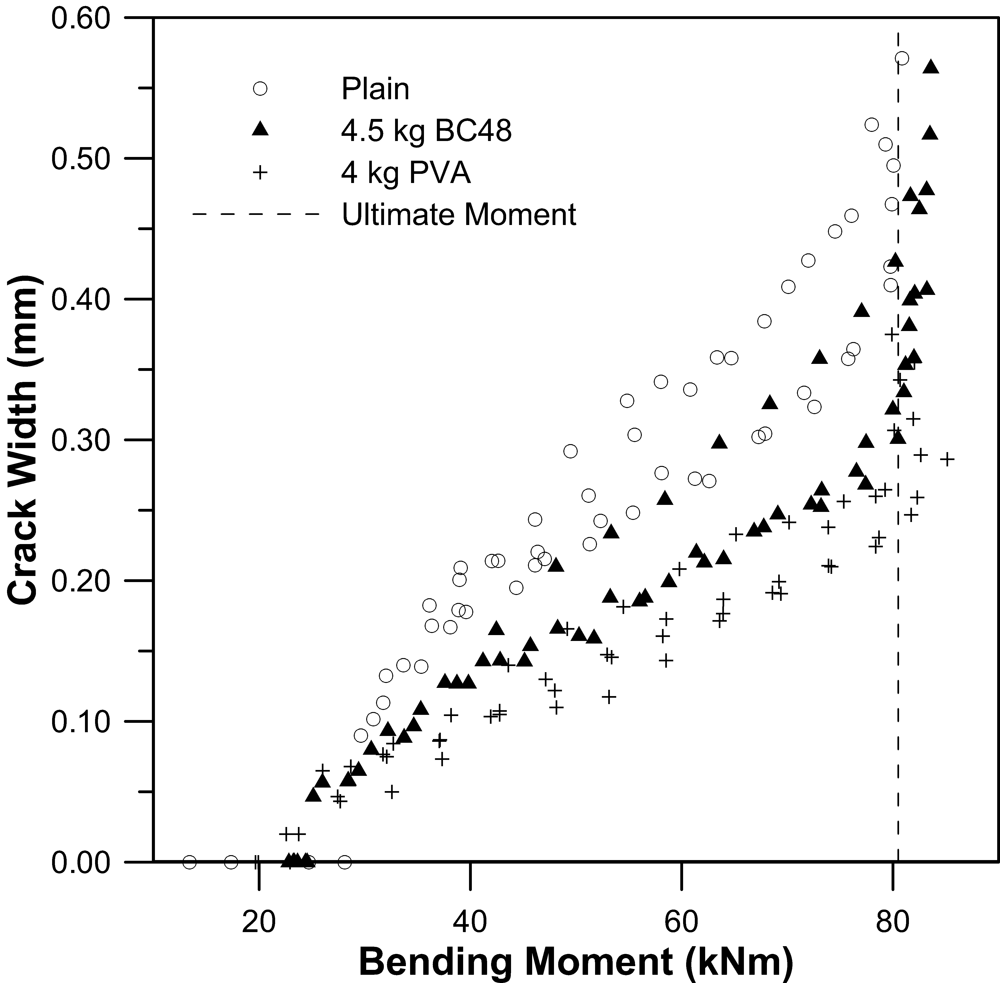 0.60
0.50
0.40
0.30
0.20
0.10
0.00
Crack Width (mm)
Plain
4.5 kg BC48
4 kg PVA
Ultimate Moment
20 40 60 80
Bending Moment (kNm)